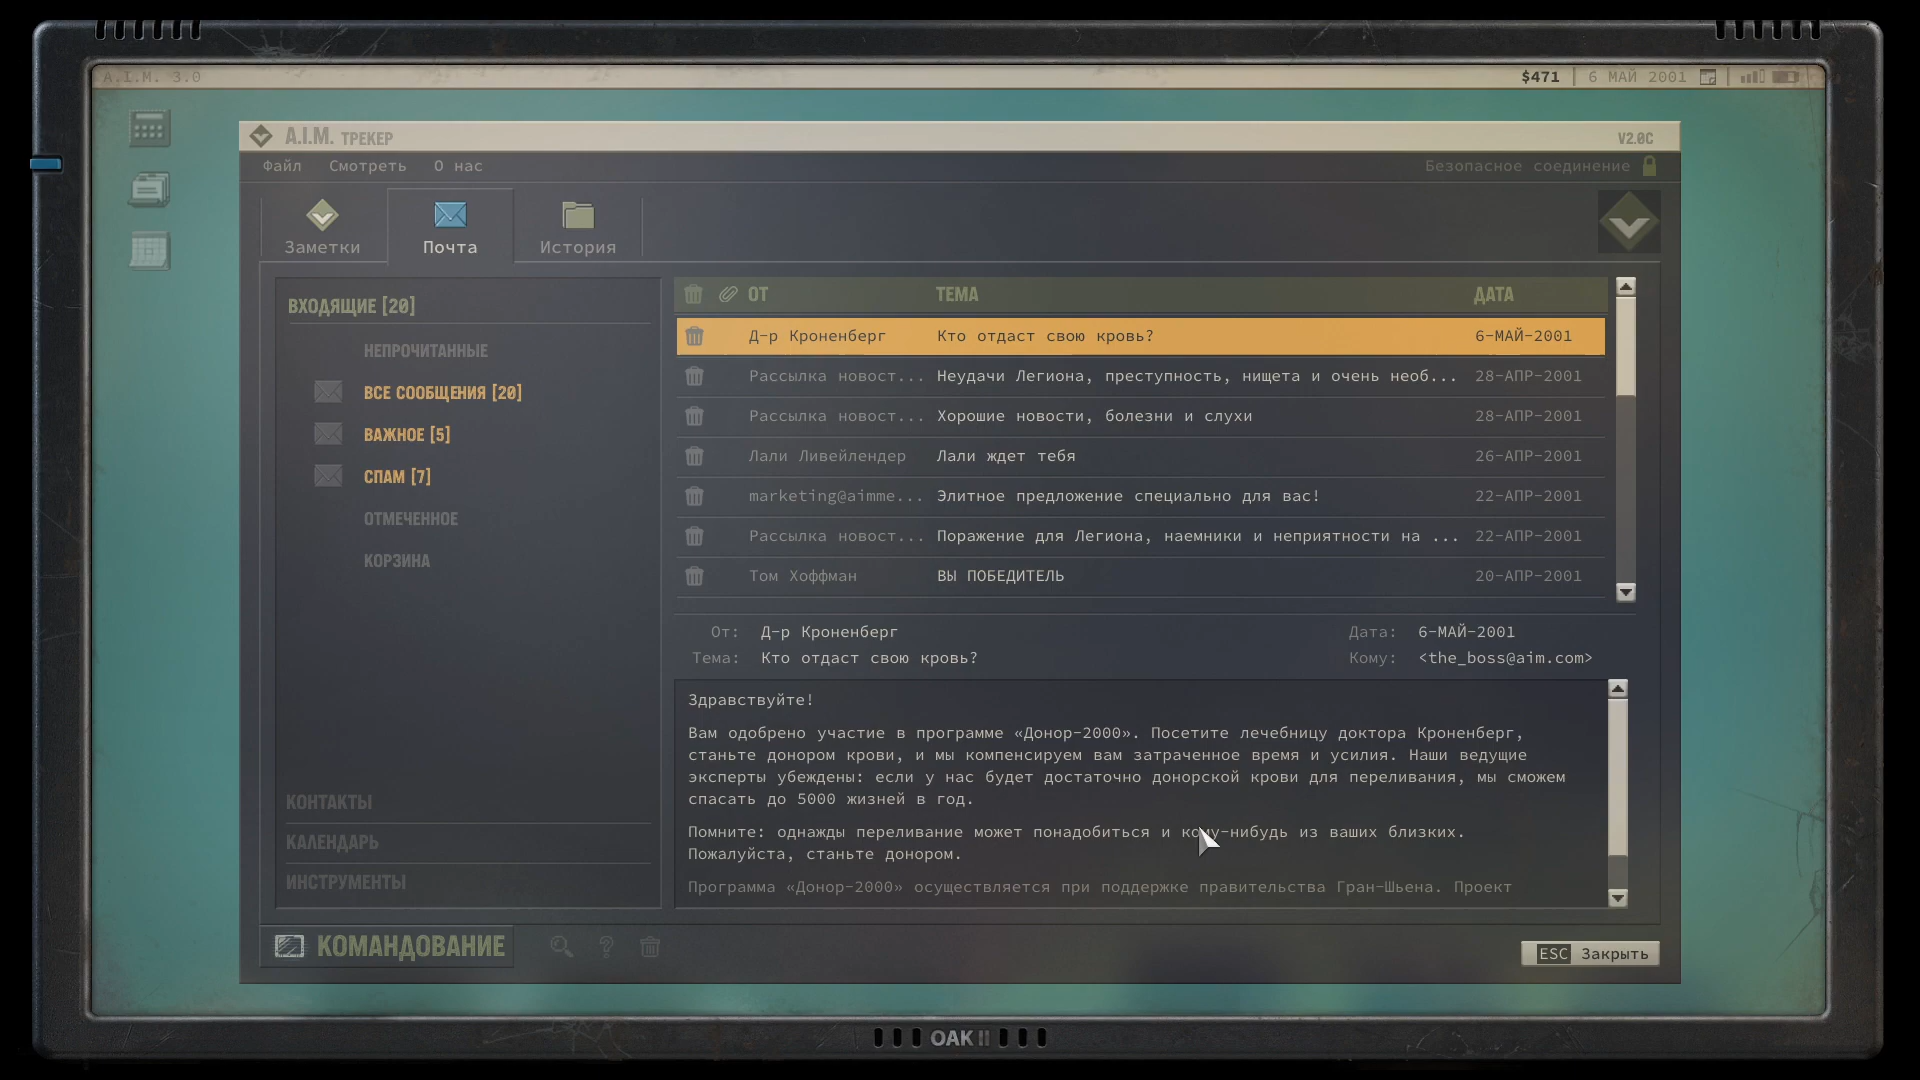 A.I.M. 3.0
$471 6 МАЙ 2001
A.I.M. ТРЕКЕР
V2.0C
Файл Смотреть О нас
Безопасное соединение
Заметки Почта История
ВХОДЯЩИЕ [20]
НЕПРОЧИТАННЫЕ
ВСЕ СООБЩЕНИЯ [20]
ВАЖНОЕ [5]
СПАМ [7]
ОТМЕЧЕННОЕ
КОРЗИНА
КОНТАКТЫ
КАЛЕНДАРЬ
ИНСТРУМЕНТЫ
ОТ ТЕМА ДАТА
Д-р Кроненберг Кто отдаст свою кровь? 6-МАЙ-2001
Рассылка новост... Неудачи Легиона, преступность, нищета и очень необ... 28-АПР-2001
Рассылка новост... Хорошие новости, болезни и слухи 28-АПР-2001
Лали Ливейлендер Лали ждет тебя 26-АПР-2001
marketing@aimme... Элитное предложение специально для вас! 22-АПР-2001
Рассылка новост... Поражение для Легиона, наемники и неприятности на ... 22-АПР-2001
Том Хоффман ВЫ ПОБЕДИТЕЛЬ 20-АПР-2001
От: Д-р Кроненберг Дата: 6-МАЙ-2001
Тема: Кто отдаст свою кровь? Кому: <the_boss@aim.com>
Здравствуйте!
Вам одобрено участие в программе «Донор-2000». Посетите лечебницу доктора Кроненберг,
станьте донором крови, и мы компенсируем вам затраченное время и усилия. Наши ведущие
эксперты убеждены: если у нас будет достаточно донорской крови для переливания, мы сможем
спасать до 5000 жизней в год.
Помните: однажды переливание может понадобиться и кому-нибудь из ваших близких.
Пожалуйста, станьте донором.
Программа «Донор-2000» осуществляется при поддержке правительства Гран-Шьена. Проект
КОМАНДОВАНИЕ
?
ESC Закрыть
OAK II